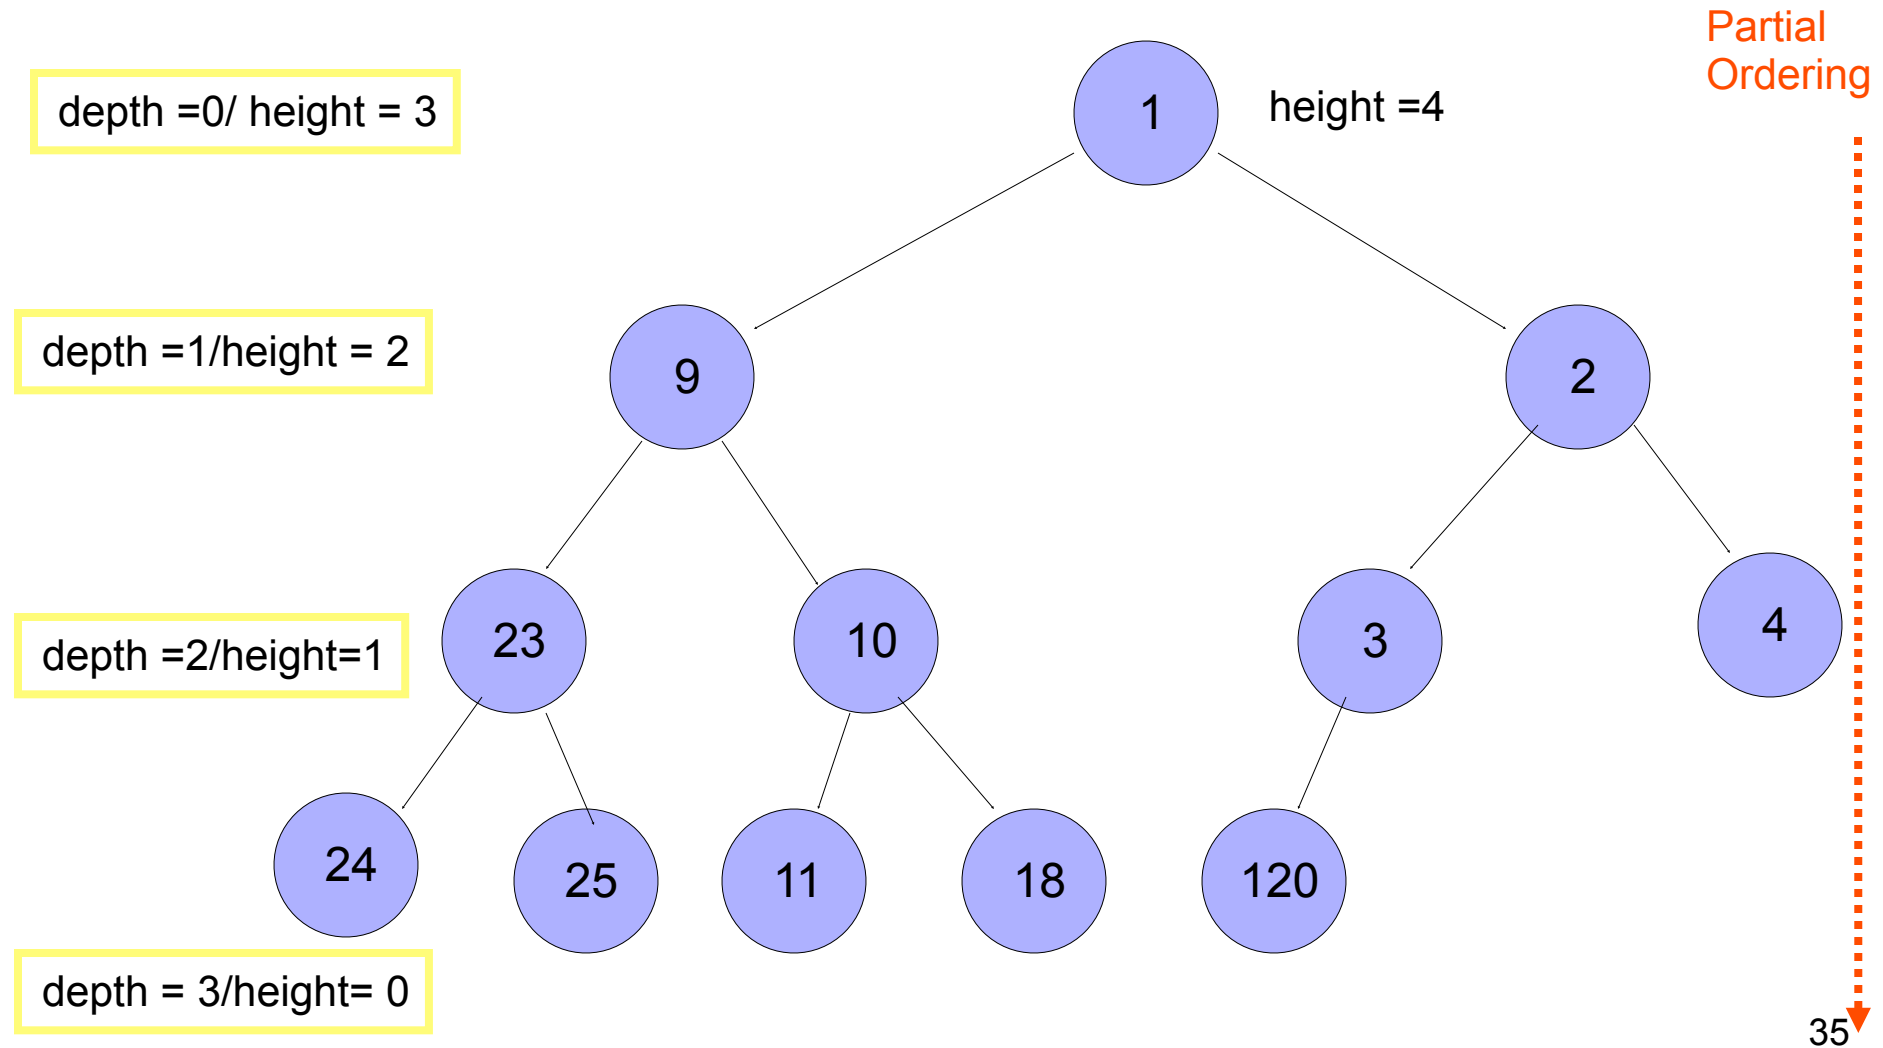 Partial
Ordering
depth =0/ height = 3
1
height =4
depth =1/height = 2
9
2
depth =2/height=1
23
10
3
4
24
25
11
18
120
depth = 3/height= 0
35